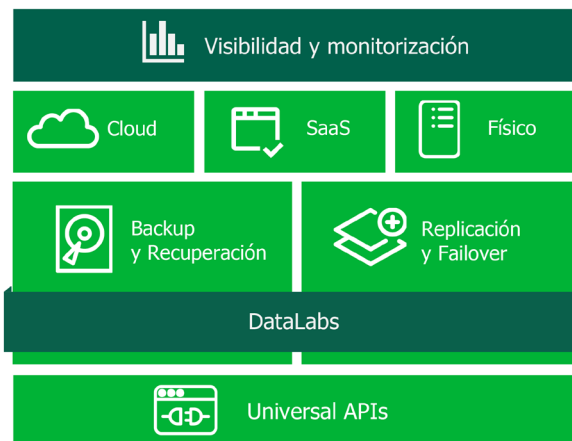 Visibilidad y monitorización
Cloud
SaaS
Físico
Backup
y Recuperación
Replicación
y Failover
DataLabs
Universal APIs